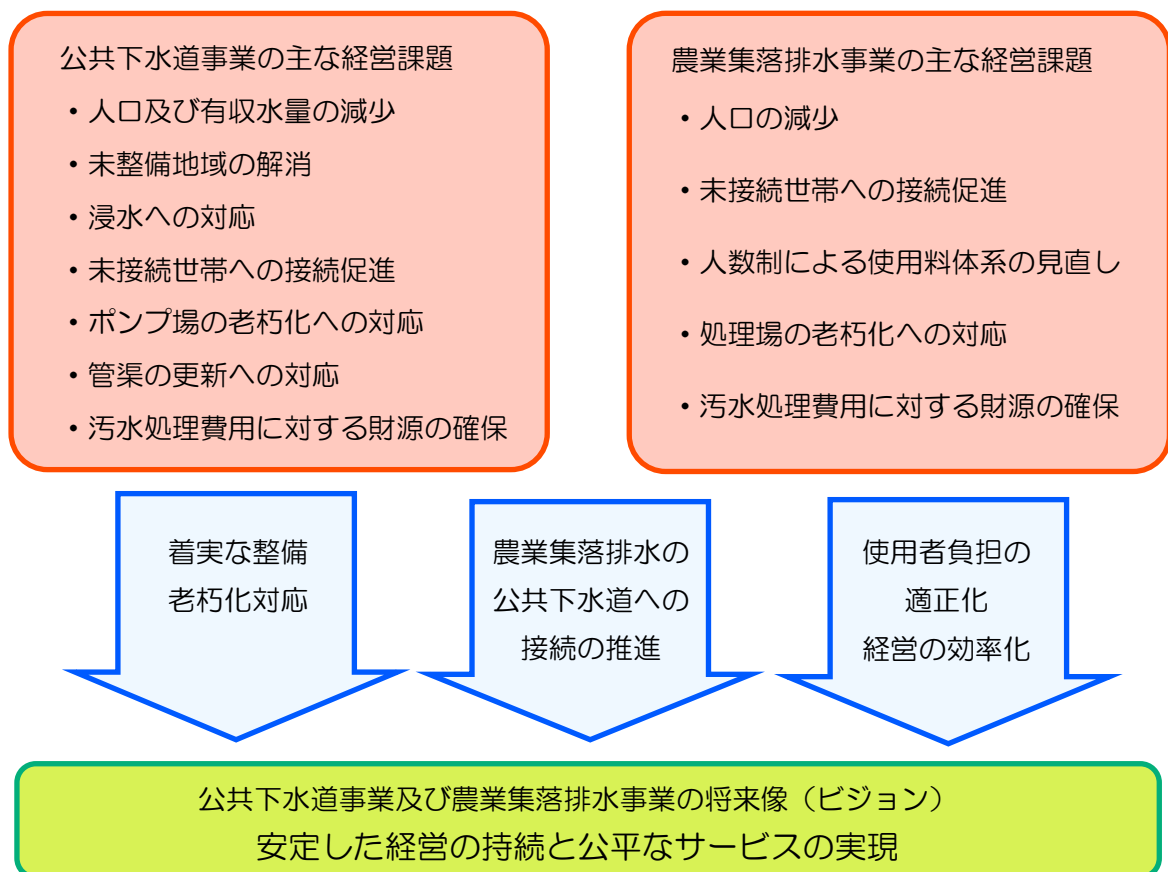 公共下水道事業の主な経営課題
・人口及び有収水量の減少
・未整備地域の解消
・浸水への対応
・未接続世帯への接続促進
・ポンプ場の老朽化への対応
・管渠の更新への対応
・汚水処理費用に対する財源の確保
農業集落排水事業の主な経営課題
・人口の減少
・未接続世帯への接続促進
・人数制による使用料体系の見直し
・処理場の老朽化への対応
・汚水処理費用に対する財源の確保
着実な整備
老朽化対応
農業集落排水の
公共下水道への
接続の推進
使用者負担の
適正化
経営の効率化
公共下水道事業及び農業集落排水事業の将来像（ビジョン）
安定した経営の持続と公平なサービスの実現